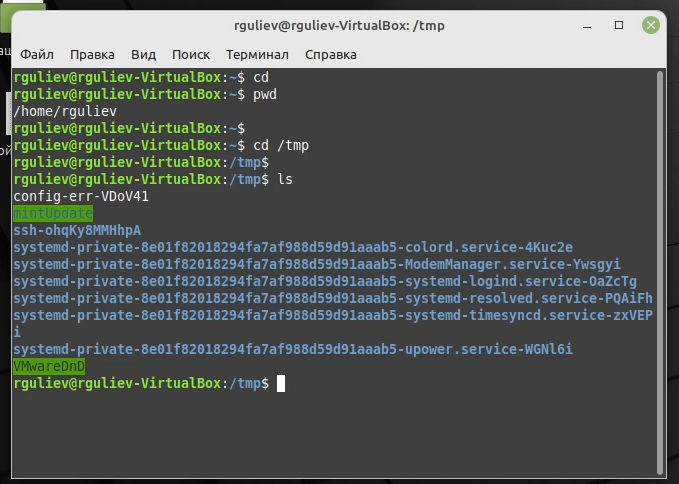 rguliev@rguliev-VirtualBox: /tmp
Файл Правка Вид Поиск Терминал Справка
rguliev@rguliev-VirtualBox:~$ cd
rguliev@rguliev-VirtualBox:~$ pwd
/home/rguliev
rguliev@rguliev-VirtualBox:~$
rguliev@rguliev-VirtualBox:~$ cd /tmp
rguliev@rguliev-VirtualBox:/tmp$
rguliev@rguliev-VirtualBox:/tmp$ ls
config-err-VDoV41
mintUpdate
ssh-ohqKy8MMHhpA
systemd-private-8e01f82018294fa7af988d59d91aaab5-colord.service-4Kuc2e
systemd-private-8e01f82018294fa7af988d59d91aaab5-ModemManager.service-Ywsgyi
systemd-private-8e01f82018294fa7af988d59d91aaab5-systemd-logind.service-OaZcTg
systemd-private-8e01f82018294fa7af988d59d91aaab5-systemd-resolved.service-PQAiFh
systemd-private-8e01f82018294fa7af988d59d91aaab5-systemd-timesyncd.service-zxVEP
i
systemd-private-8e01f82018294fa7af988d59d91aaab5-upower.service-WGNl6i
VMwareDnD
rguliev@rguliev-VirtualBox:/tmp$